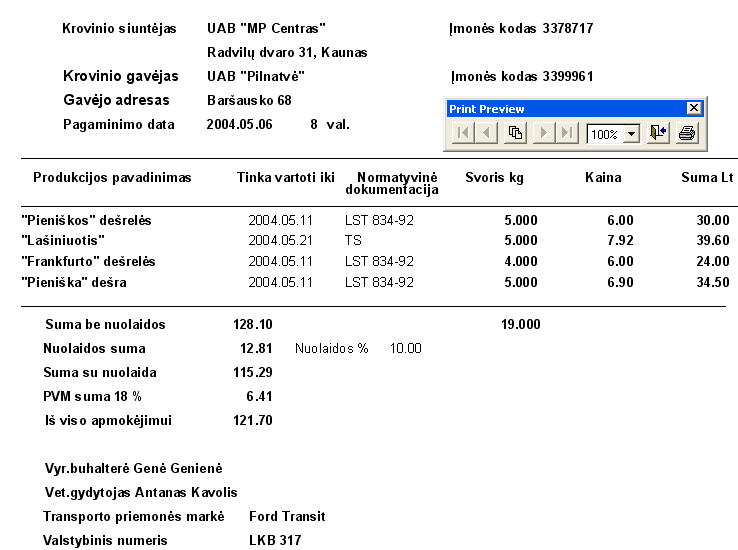 Krovinio siuntėjas UAB "MP Centras" Įmonės kodas 3378717
Radvilų dvaro 31, Kaunas
Krovinio gavėjas UAB "Pilnatvė" Įmonės kodas 3399961
Gavėjo adresas Baršausko 68
Print Preview
Pagaminimo data 2004.05.06 8 val.
100%
Produkcijos pavadinimas Tinka vartoti iki Normatyvinė dokumentacija Svoris kg Kaina Suma Lt
"Pieniškos" dešrelės 2004.05.11 LST 834-92 5.000 6.00 30.00
"Lašiniuotis" 2004.05.21 TS 5.000 7.92 39.60
"Frankfurto" dešrelės 2004.05.11 LST 834-92 4.000 6.00 24.00
"Pieniška" dešra 2004.05.11 LST 834-92 5.000 6.90 34.50
Suma be nuolaidos 128.10 19.000
Nuolaidos suma 12.81 Nuolaidos % 10.00
Suma su nuolaida 115.29
PVM suma 18 % 6.41
Iš viso apmokėjimui 121.70
Vyr.buhalterė Genė Genienė
Vet.gydytojas Antanas Kavolis
Transporto priemonės markė Ford Transit
Valstybinis numeris LKB 317